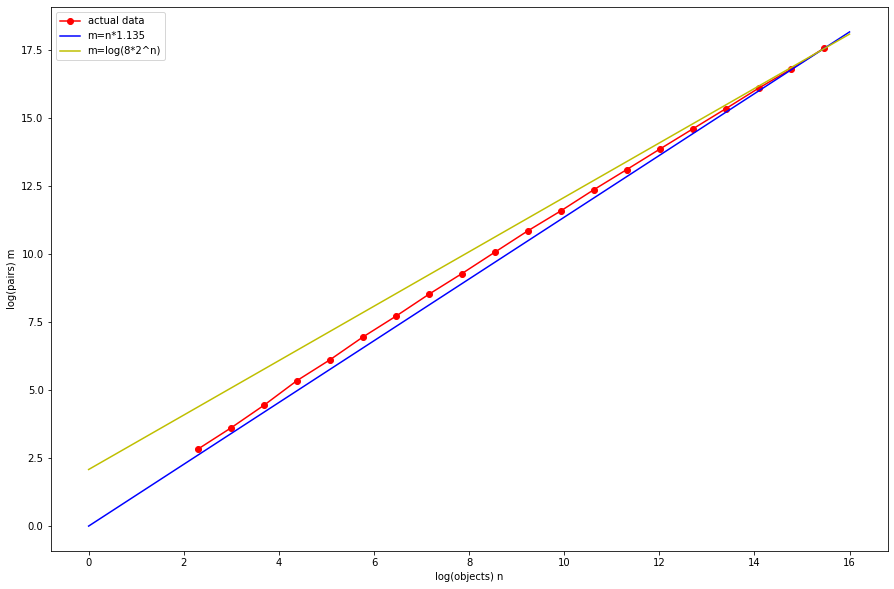 actual data
m=n*1.135
m=log(8*2^n)
17.5
15.0
12.5
10.0
7.5
5.0
2.5
0.0
log(pairs) m
0 2 4 6 8 10 12 14 16
log(objects) n